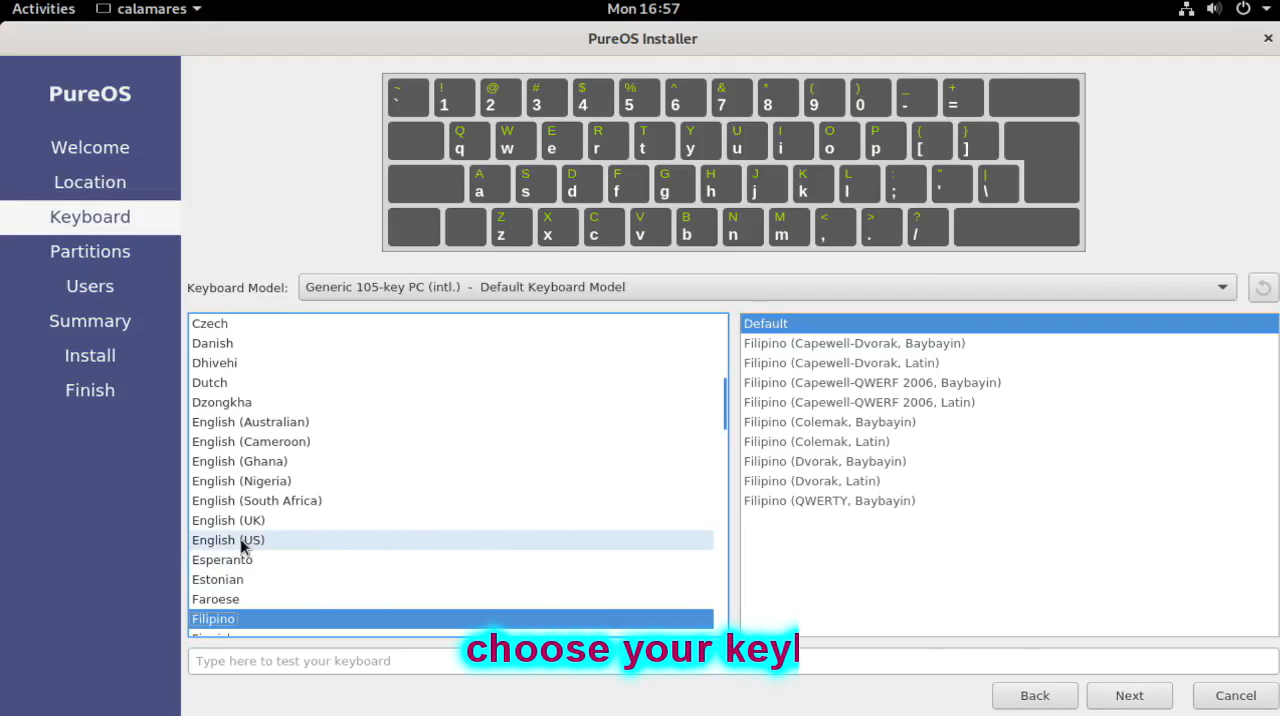 Activities calamares Mon 16:57
PureOS Installer ×
PureOS
Welcome
Location
Keyboard
Partitions
Users
Summary
Install
Finish
~ ! @ # $ % ^ & * ( ) _ +
` 1 2 3 4 5 6 7 8 9 0 - =
Q W E R T Y U I O P { }
q w e r t y u i o p [ ]
A S D F G H J K L : " |
a s d f g h j k l ; ' \
Z X C V B N M < > ?
z x c v b n m , . /
Keyboard Model: Generic 105-key PC (intl.) - Default Keyboard Model
Czech
Danish
Dhivehi
Dutch
Dzongkha
English (Australian)
English (Cameroon)
English (Ghana)
English (Nigeria)
English (South Africa)
English (UK)
English (US)
Esperanto
Estonian
Faroese
Filipino
Default
Filipino (Capewell-Dvorak, Baybayin)
Filipino (Capewell-Dvorak, Latin)
Filipino (Capewell-QWERF 2006, Baybayin)
Filipino (Capewell-QWERF 2006, Latin)
Filipino (Colemak, Baybayin)
Filipino (Colemak, Latin)
Filipino (Dvorak, Baybayin)
Filipino (Dvorak, Latin)
Filipino (QWERTY, Baybayin)
choose your key
Type here to test your keyboard
Back Next Cancel